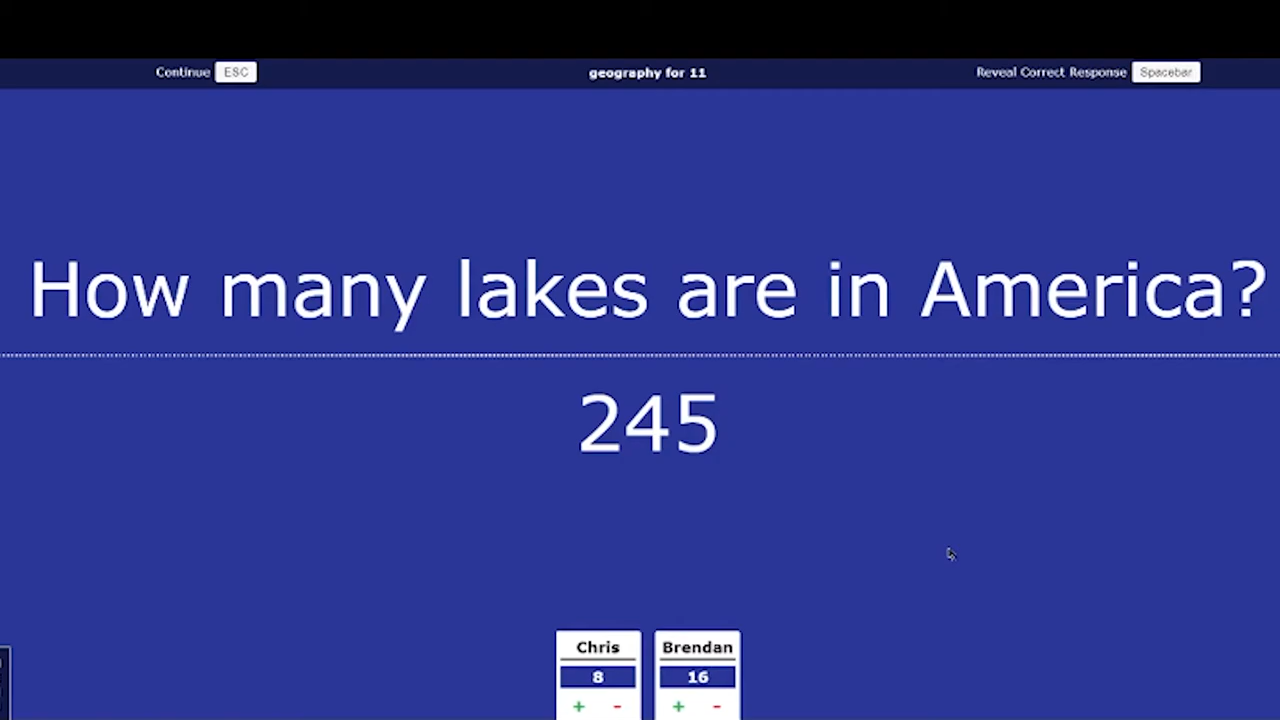 Continue ESC
geography for 11
Reveal Correct Response Spacebar
How many lakes are in America?
245
Chris
8
+ -
Brendan
16
+ -